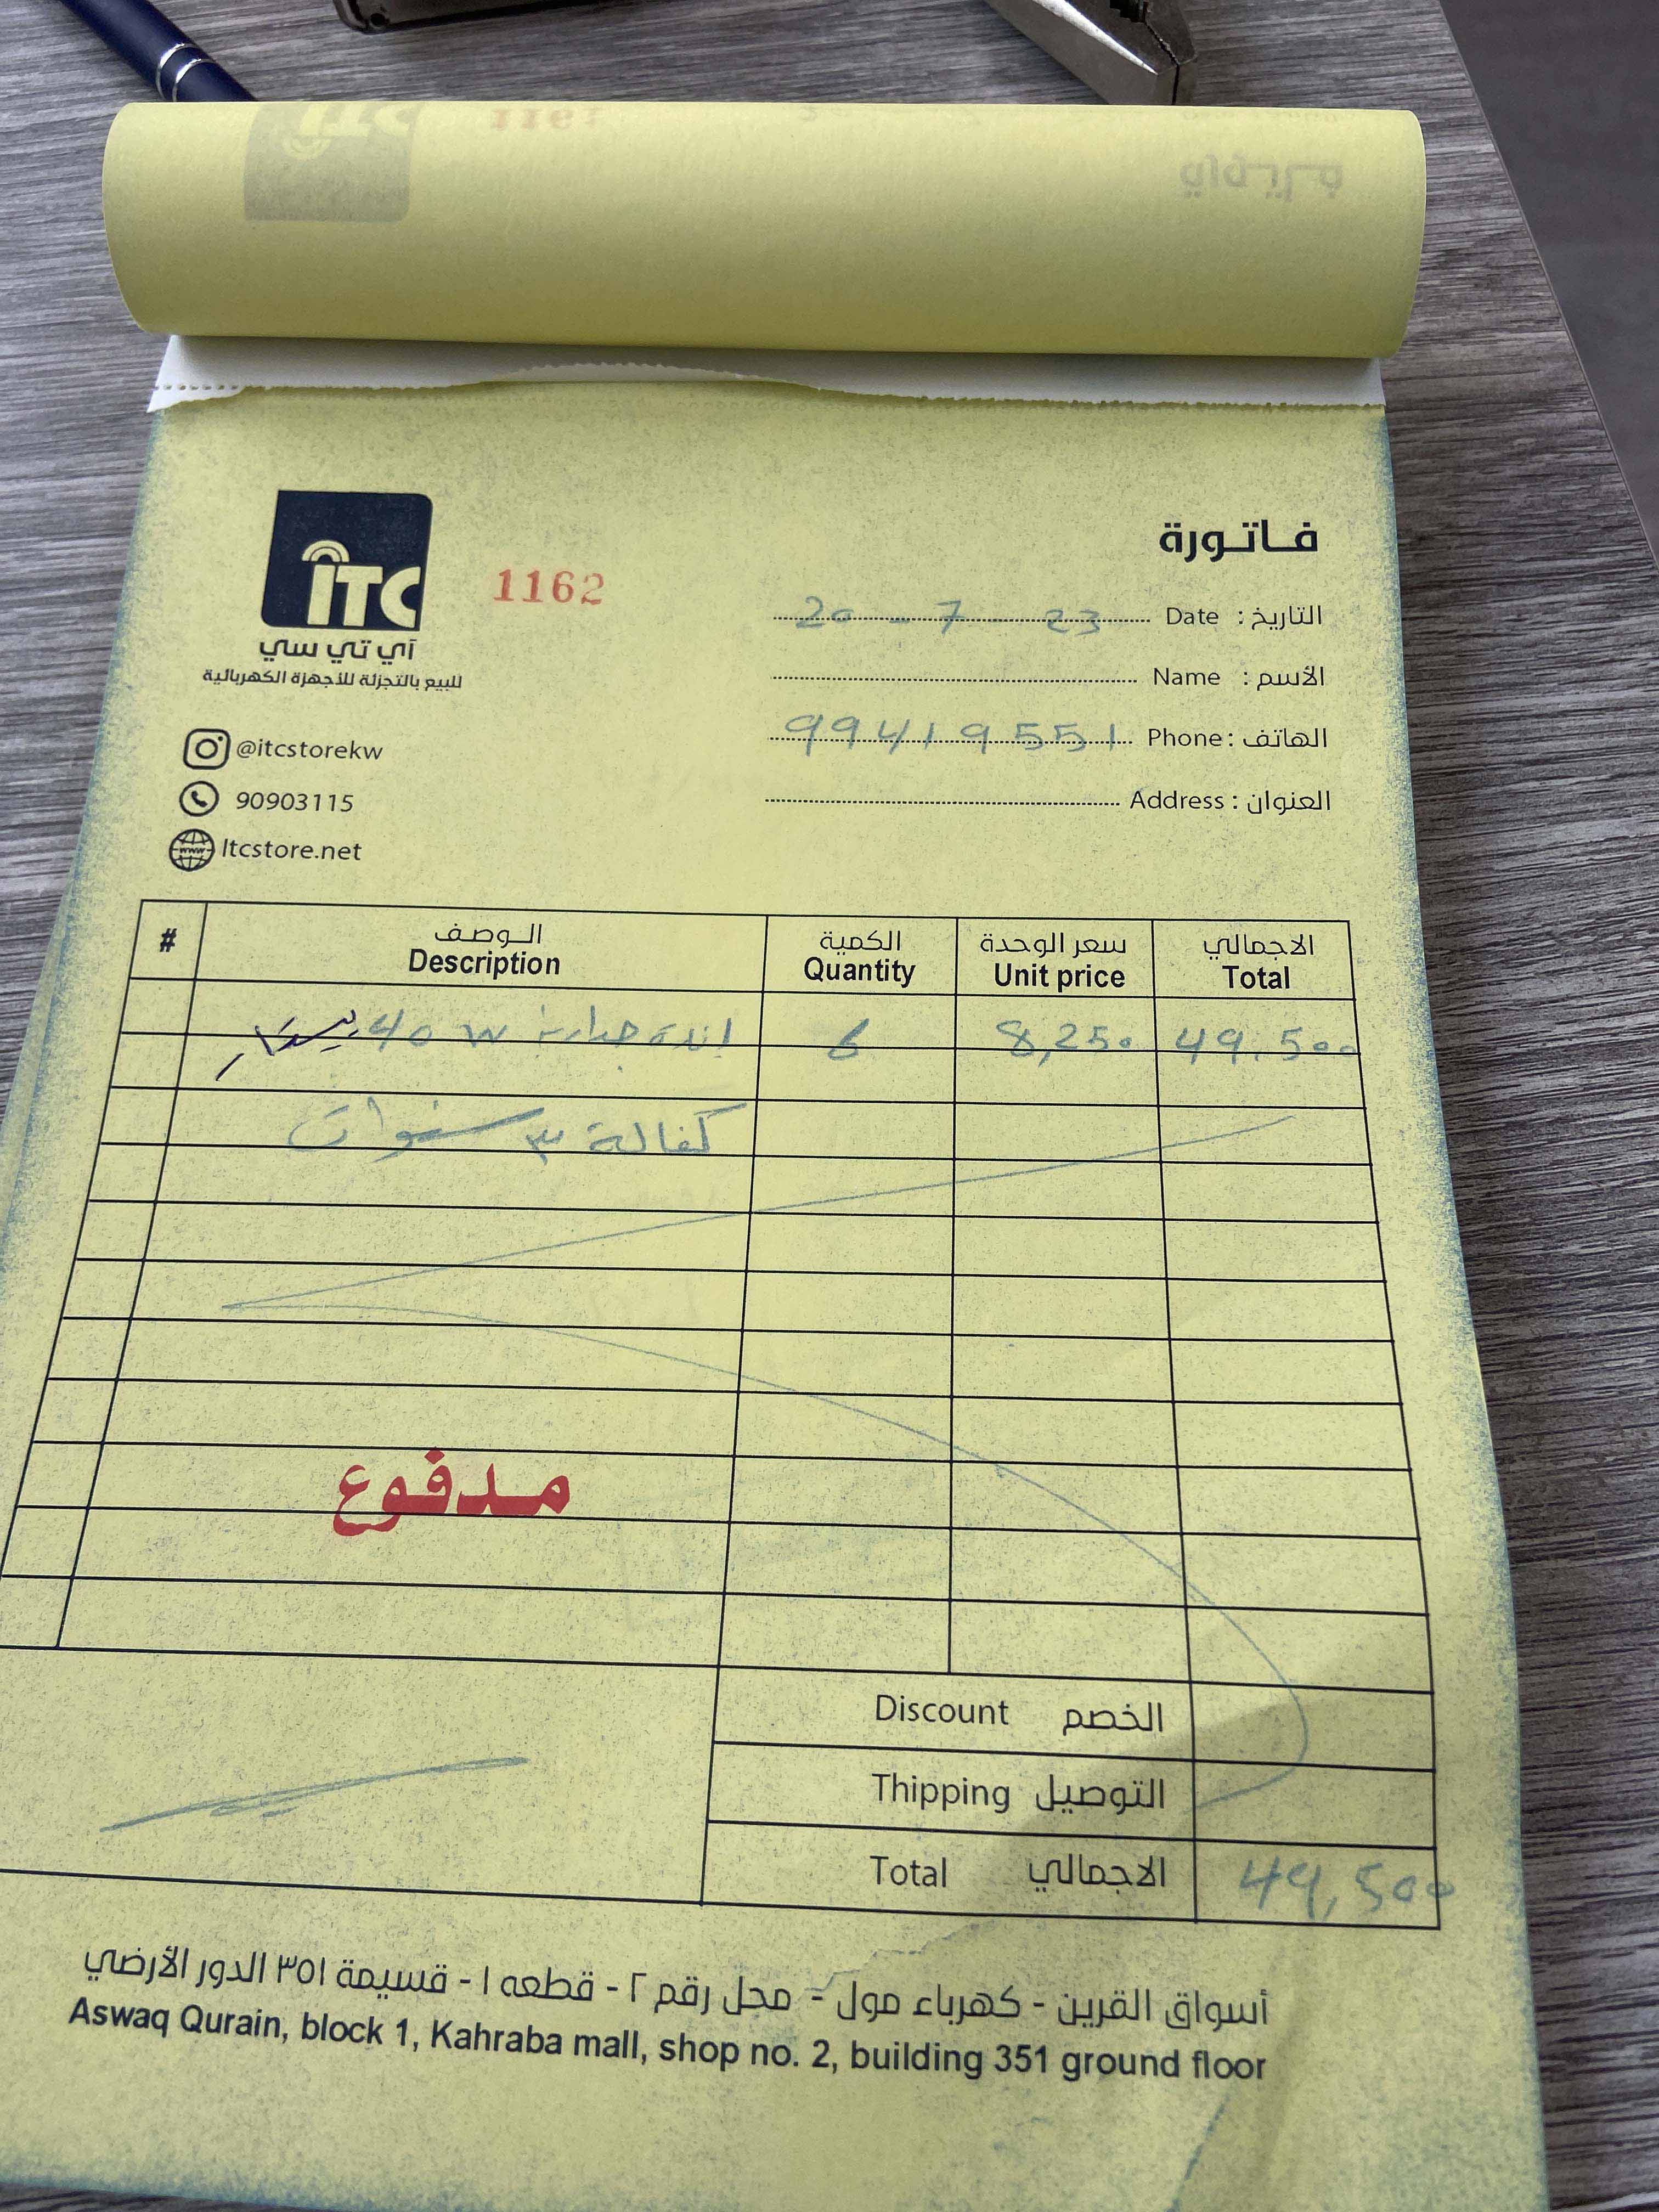 1161
فاتورة
ITC
آي تي سي
للبيع بالتجزئة للأجهزة الكهربائية
1162
فاتورة
التاريخ : Date 20 - 7 - 23
الأسم : Name
الهاتف : Phone 99419551
العنوان : Address
@itcstorekw
90903115
Itcstore.net
# الوصف الكمية سعر الوحدة الاجمالي
Description Quantity Unit price Total
إنارة جدارية 40 W 6 8,250 49.500
كفالة ٣ سنوات
مدفوع
Discount الخصم
Thipping التوصيل
Total الاجمالي 49,500
أسواق القرين - كهرباء مول - محل رقم ٢ - قطعه ١ - قسيمة ٣٥١ الدور الأرضي
Aswaq Qurain, block 1, Kahraba mall, shop no. 2, building 351 ground floor